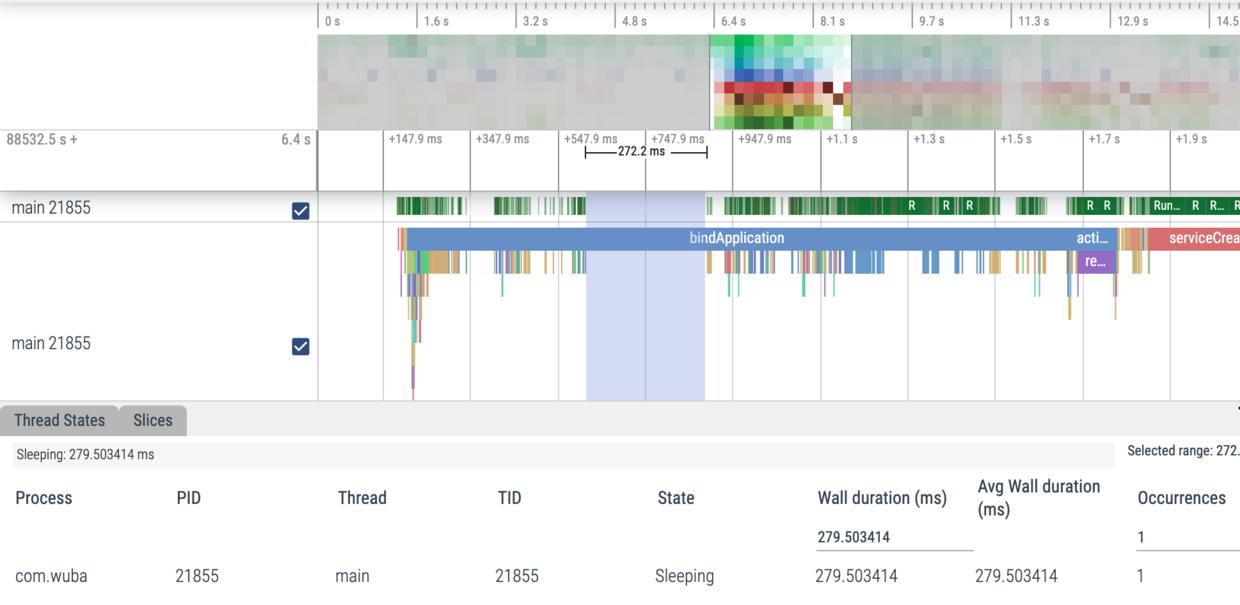 0 s 1.6 s 3.2 s 4.8 s 6.4 s 8.1 s 9.7 s 11.3 s 12.9 s 14.5
88532.5 s + 6.4 s +147.9 ms +347.9 ms +547.9 ms +747.9 ms +947.9 ms +1.1 s +1.3 s +1.5 s +1.7 s +1.9 s
272.2 ms
main 21855 R R R R R Run... R R... R
bindApplication acti... serviceCrea
re...
main 21855
Thread States Slices
Sleeping: 279.503414 ms Selected range: 272.
Process PID Thread TID State Wall duration (ms) Avg Wall duration (ms) Occurrences
279.503414 1
com.wuba 21855 main 21855 Sleeping 279.503414 279.503414 1